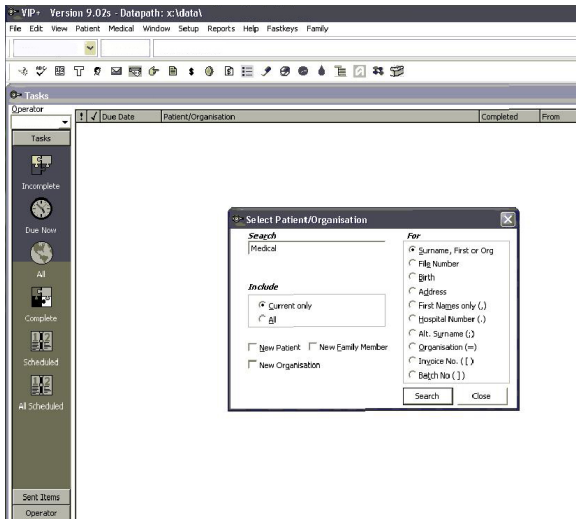 VIP+ Version 9.02s - Datapath: x:\data\
File Edit View Patient Medical Window Setup Reports Help Fastkeys Family
Tasks
Operator
! √ Due Date Patient/Organisation Completed From
Tasks
Incomplete
Due Now
All
Complete
Scheduled
All Scheduled
Sent Items
Operator
Select Patient/Organisation
Search
Medical
Include
Current only
All
New Patient New Family Member
New Organisation
For
Surname, First or Org
File Number
Birth
Address
First Names only (,)
Hospital Number (.)
Alt. Surname (;)
Organisation (=)
Invoice No. ( [ )
Batch No ( ] )
Search Close